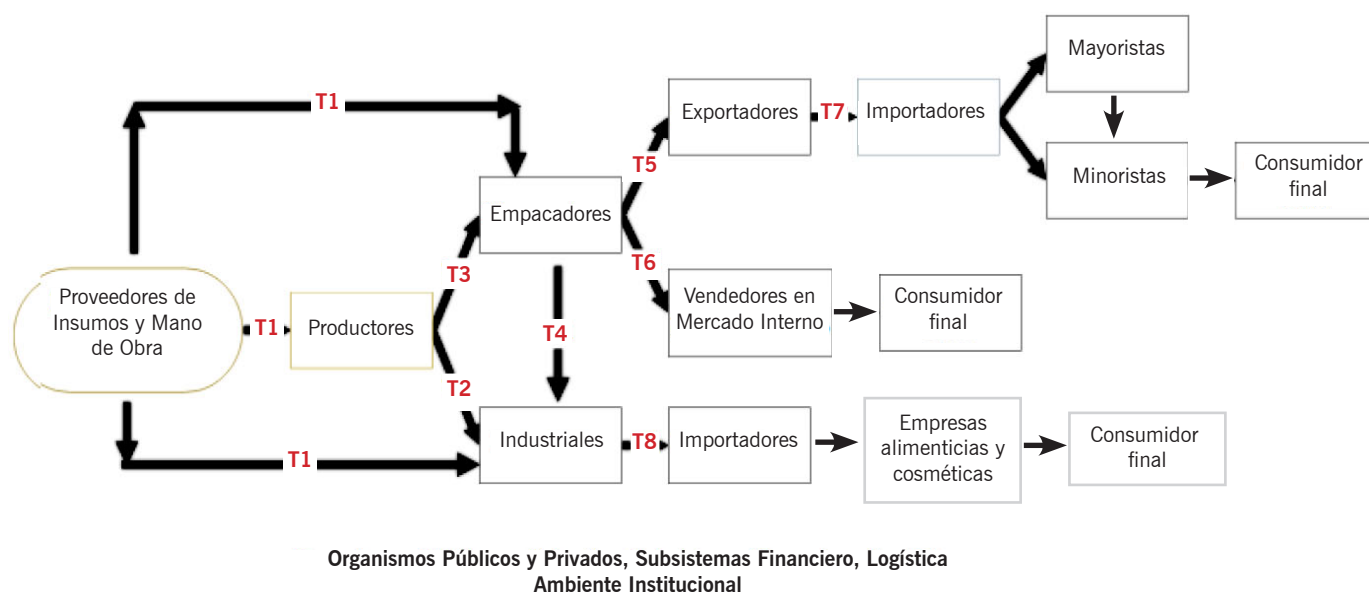 Mayoristas
T1
Exportadores
T7
Importadores
T5
Minoristas
Consumidor
final
Empacadores
T6
T3
Proveedores de
Insumos y Mano
de Obra
T1
Productores
T4
Vendedores en
Mercado Interno
Consumidor
final
T2
Industriales
T8
Importadores
Empresas
alimenticias y
cosméticas
Consumidor
final
T1
Organismos Públicos y Privados, Subsistemas Financiero, Logística
Ambiente Institucional